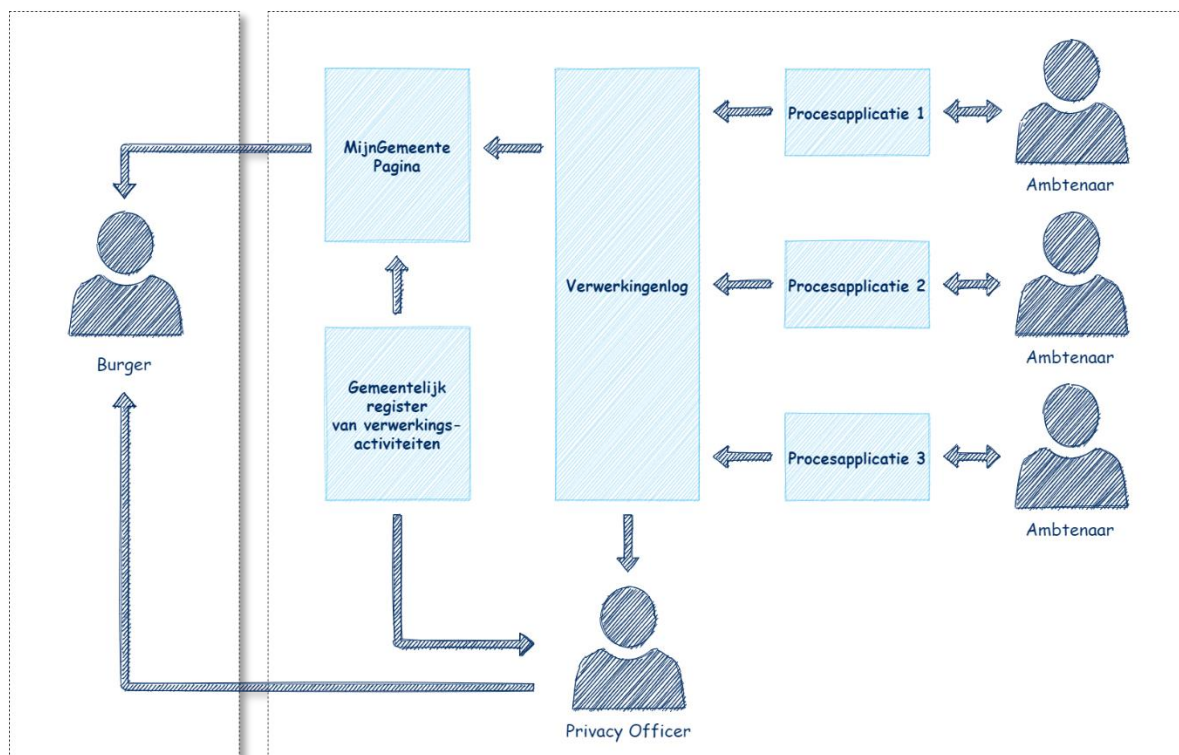 MijnGemeente
Pagina
Procesapplicatie 1
Ambtenaar
Burger
Verwerkingenlog
Procesapplicatie 2
Ambtenaar
Gemeentelijk
register
van verwerkings-
activiteiten
Procesapplicatie 3
Ambtenaar
Privacy Officer